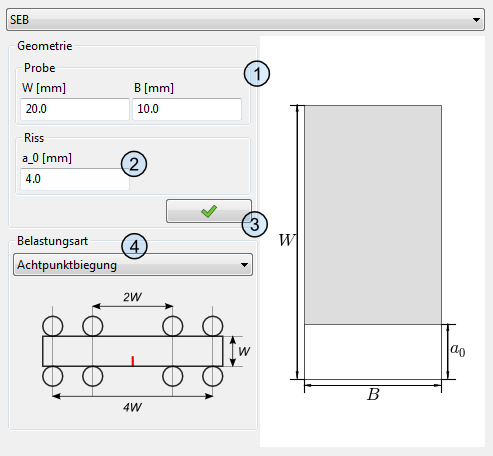 SEB
Geometrie
Probe
1
W [mm] B [mm]
20.0 10.0
Riss
a_0 [mm]
2
4.0
3
Belastungsart
4
Achtpunktbiegung
2W
W
4W
W
a₀
B